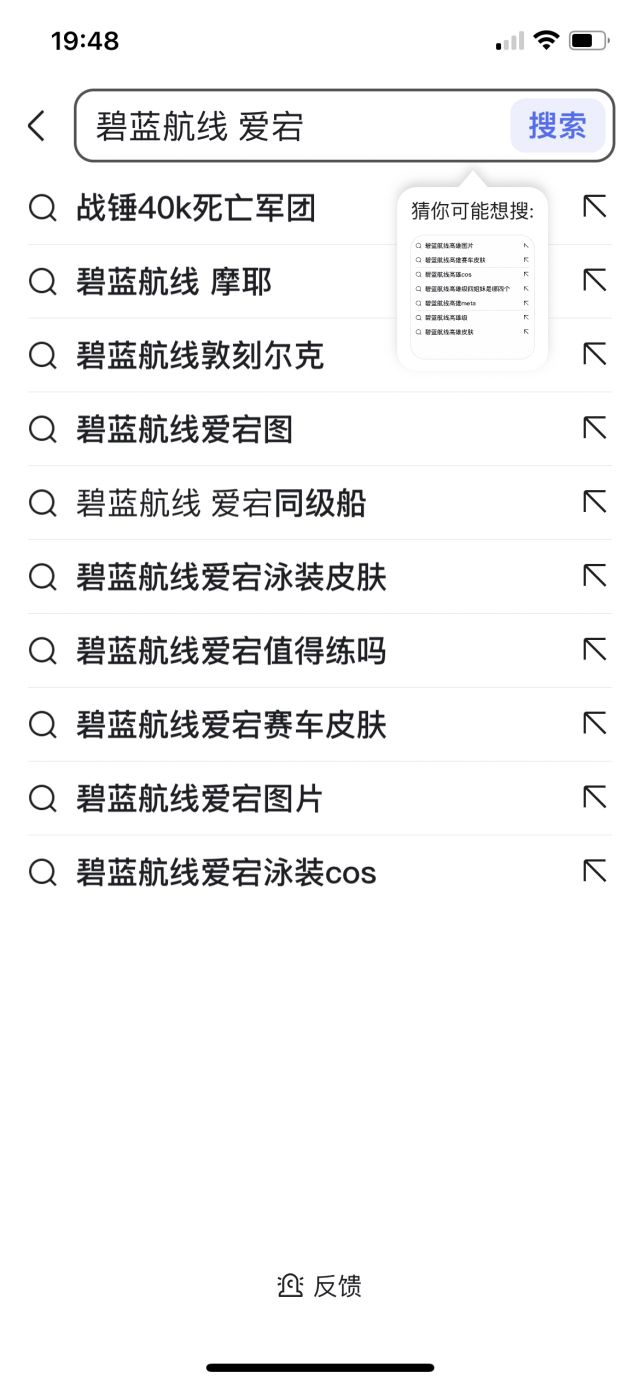 19:48
碧蓝航线 爱宕
搜索
战锤40k死亡军团
碧蓝航线 摩耶
碧蓝航线敦刻尔克
碧蓝航线爱宕图
碧蓝航线 爱宕同级船
碧蓝航线爱宕泳装皮肤
碧蓝航线爱宕值得练吗
碧蓝航线爱宕赛车皮肤
碧蓝航线爱宕图片
碧蓝航线爱宕泳装cos
猜你可能想搜:
碧蓝航线高雄图片
碧蓝航线高雄赛车皮肤
碧蓝航线高雄cos
碧蓝航线高雄级四姐妹是哪四个
碧蓝航线高雄meta
碧蓝航线高雄级
碧蓝航线高雄皮肤
反馈